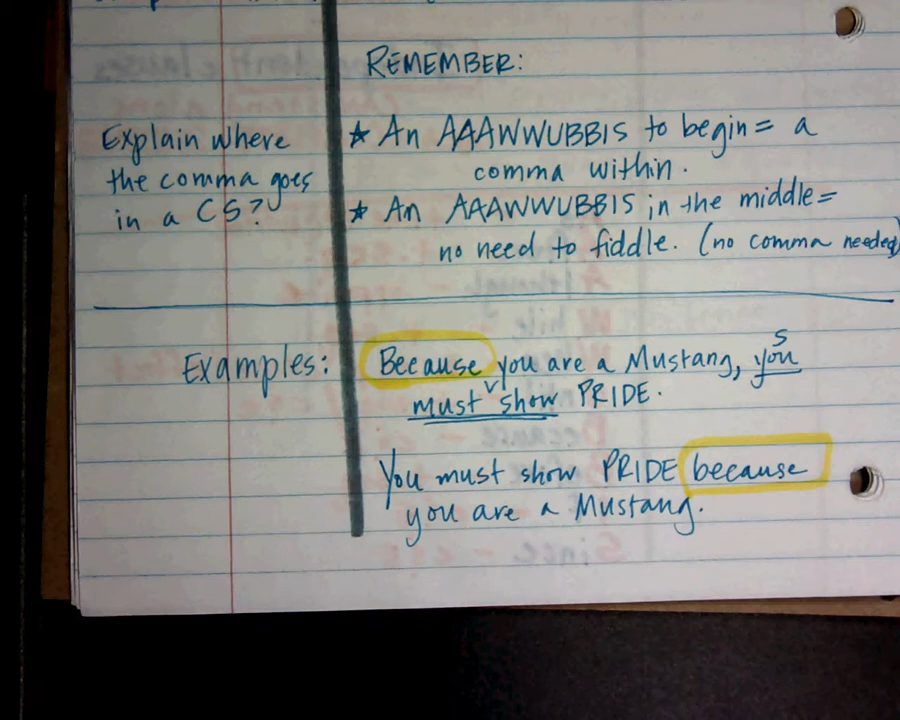 REMEMBER:
Explain where
the comma goes
in a CS?
★ An AAAWWUBBIS to begin = a
comma within.
★ An AAAWWUBBIS in the middle =
no need to fiddle. (no comma needed)
Examples:
S
Because you are a Mustang, you
V
must show PRIDE.
You must show PRIDE because
you are a Mustang.